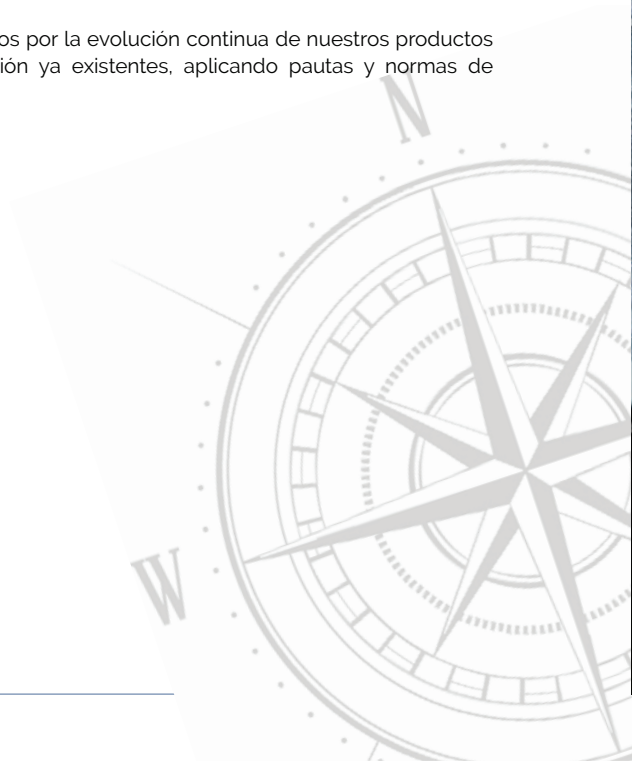 os por la evolución continua de nuestros productos
ión ya existentes, aplicando pautas y normas de
N
W